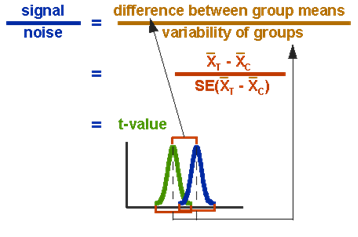 signal = difference between group means
noise variability of groups
= X̅T - X̅C
SE(X̅T - X̅C)
= t-value